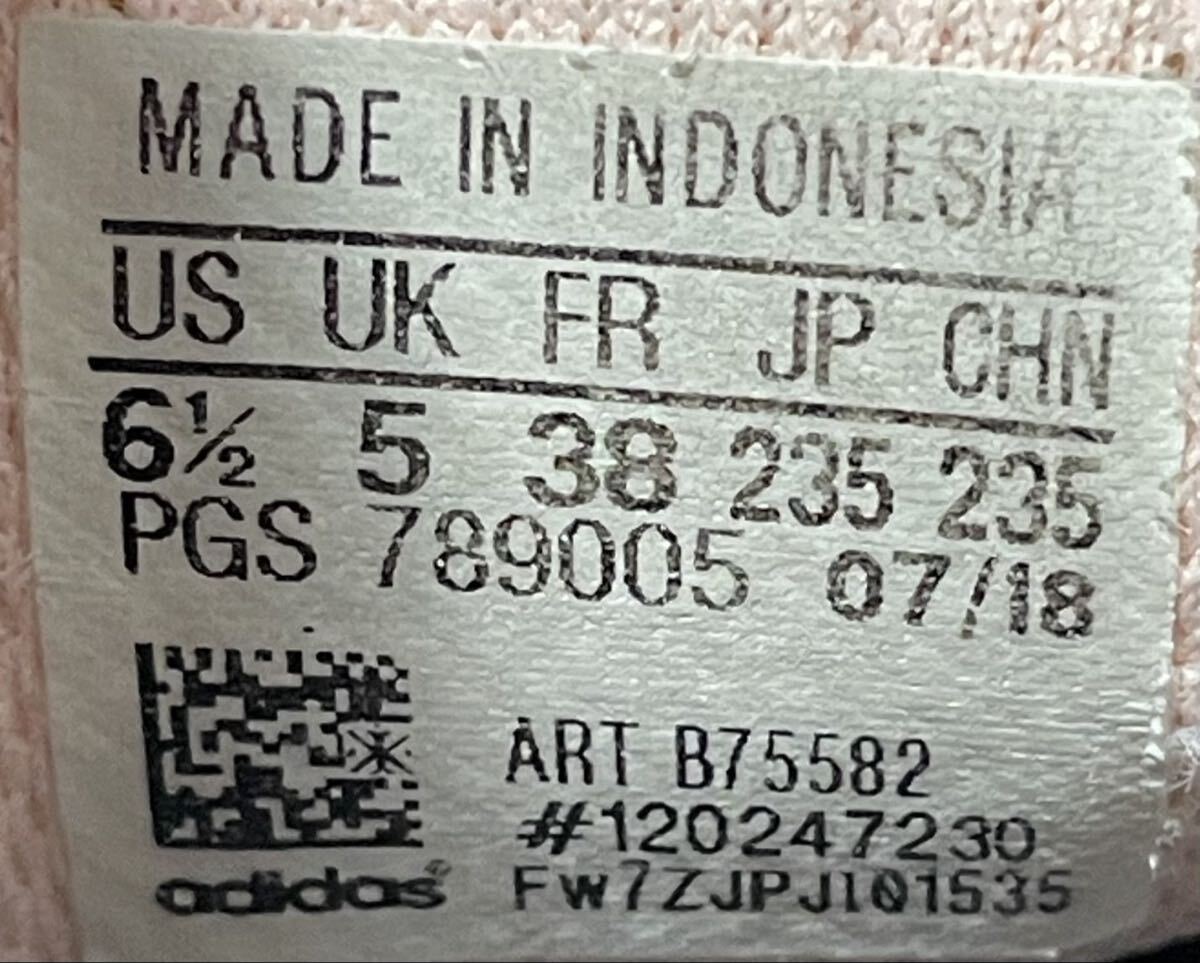 MADE IN INDONESIA
US UK FR JP CHN
6½ 5 38 235 235
PGS 789005 07/18
ART B75582
#120247230
adidas® FW7ZJPJ101535